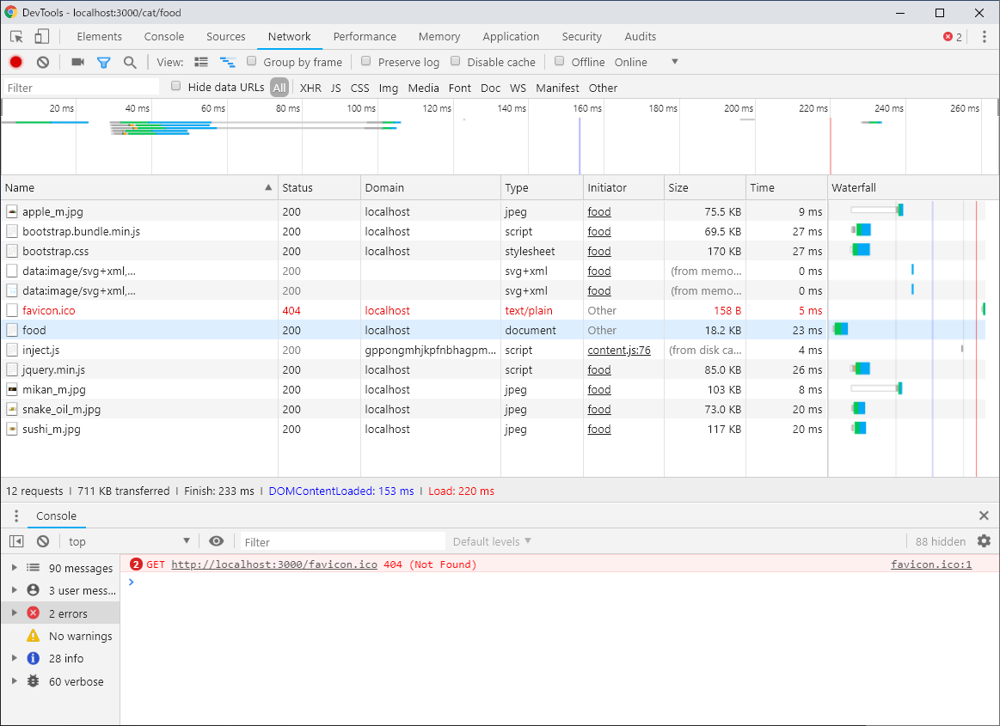 DevTools - localhost:3000/cat/food
Elements Console Sources Network Performance Memory Application Security Audits 2
View: Group by frame Preserve log Disable cache Offline Online
Filter Hide data URLs All XHR JS CSS Img Media Font Doc WS Manifest Other
20 ms 40 ms 60 ms 80 ms 100 ms 120 ms 140 ms 160 ms 180 ms 200 ms 220 ms 240 ms 260 ms
Name Status Domain Type Initiator Size Time Waterfall
apple_m.jpg 200 localhost jpeg food 75.5 KB 9 ms
bootstrap.bundle.min.js 200 localhost script food 69.5 KB 27 ms
bootstrap.css 200 localhost stylesheet food 170 KB 27 ms
data:image/svg+xml,... 200 svg+xml food (from memo... 0 ms
data:image/svg+xml,... 200 svg+xml food (from memo... 0 ms
favicon.ico 404 localhost text/plain Other 158 B 5 ms
food 200 localhost document Other 18.2 KB 23 ms
inject.js 200 gppongmhjkpfnbhagpm... script content.js:76 (from disk ca... 4 ms
jquery.min.js 200 localhost script food 85.0 KB 26 ms
mikan_m.jpg 200 localhost jpeg food 103 KB 8 ms
snake_oil_m.jpg 200 localhost jpeg food 73.0 KB 20 ms
sushi_m.jpg 200 localhost jpeg food 117 KB 20 ms
12 requests | 711 KB transferred | Finish: 233 ms | DOMContentLoaded: 153 ms | Load: 220 ms
Console
top Filter Default levels 88 hidden
90 messages
3 user mess...
2 errors
No warnings
28 info
60 verbose
2 GET http://localhost:3000/favicon.ico 404 (Not Found) favicon.ico:1